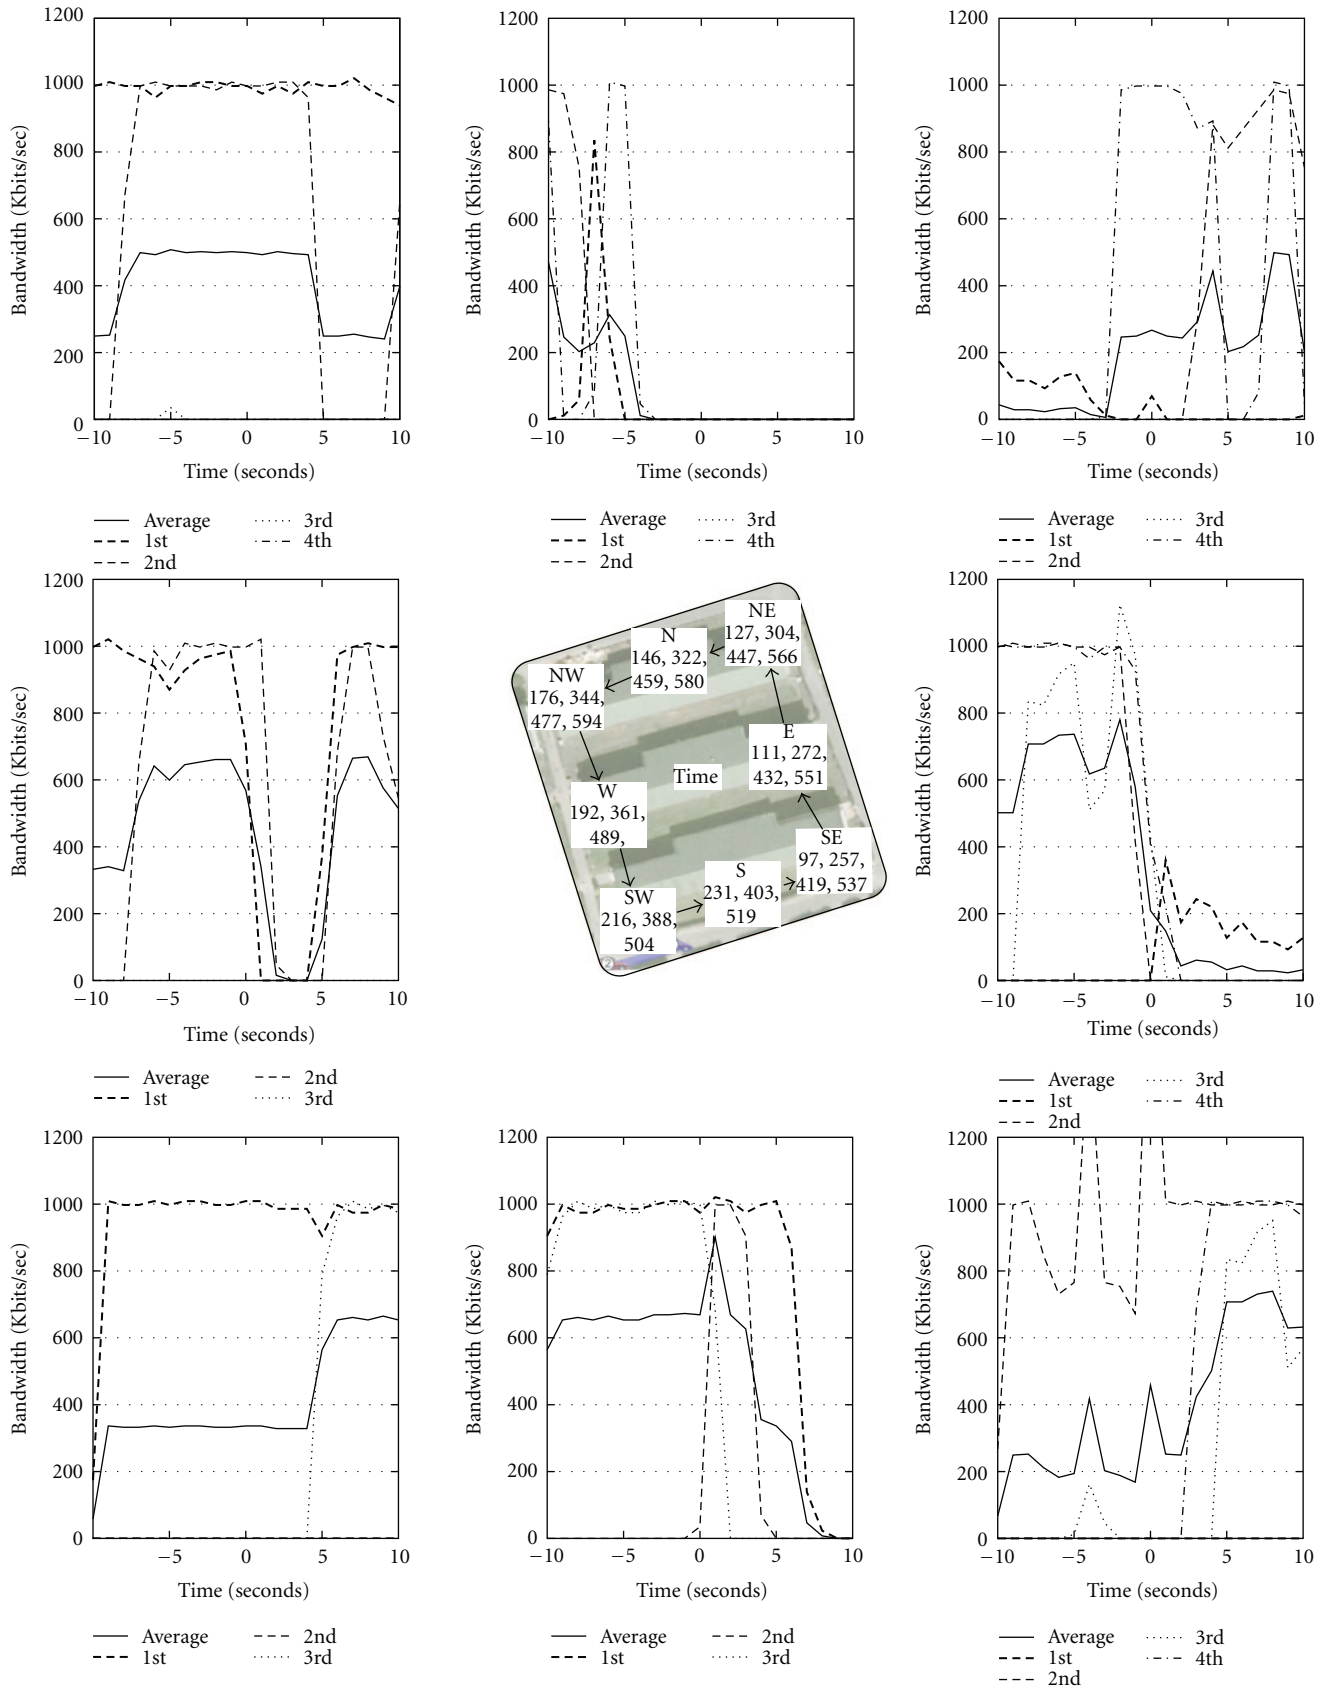 1200
1000
800
600
400
200
0
Bandwidth (Kbits/sec)
−10 −5 0 5 10
Time (seconds)
Average
1st
2nd
3rd
4th
1200
1000
800
600
400
200
0
Bandwidth (Kbits/sec)
−10 −5 0 5 10
Time (seconds)
Average
1st
2nd
3rd
4th
1200
1000
800
600
400
200
0
Bandwidth (Kbits/sec)
−10 −5 0 5 10
Time (seconds)
Average
1st
2nd
3rd
4th
1200
1000
800
600
400
200
0
Bandwidth (Kbits/sec)
−10 −5 0 5 10
Time (seconds)
Average
1st
2nd
3rd
NE
127, 304,
447, 566
N
146, 322,
459, 580
NW
176, 344,
477, 594
E
111, 272,
432, 551
Time
W
192, 361,
489,
SE
97, 257,
419, 537
S
231, 403,
519
SW
216, 388,
504
2
1200
1000
800
600
400
200
0
Bandwidth (Kbits/sec)
−10 −5 0 5 10
Time (seconds)
Average
1st
2nd
3rd
4th
1200
1000
800
600
400
200
0
Bandwidth (Kbits/sec)
−5 0 5 10
Time (seconds)
Average
1st
2nd
3rd
1200
1000
800
600
400
200
0
Bandwidth (Kbits/sec)
−10 −5 0 5 10
Time (seconds)
Average
1st
2nd
3rd
1200
1000
800
600
400
200
0
Bandwidth (Kbits/sec)
−10 −5 0 5 10
Time (seconds)
Average
1st
2nd
3rd
4th